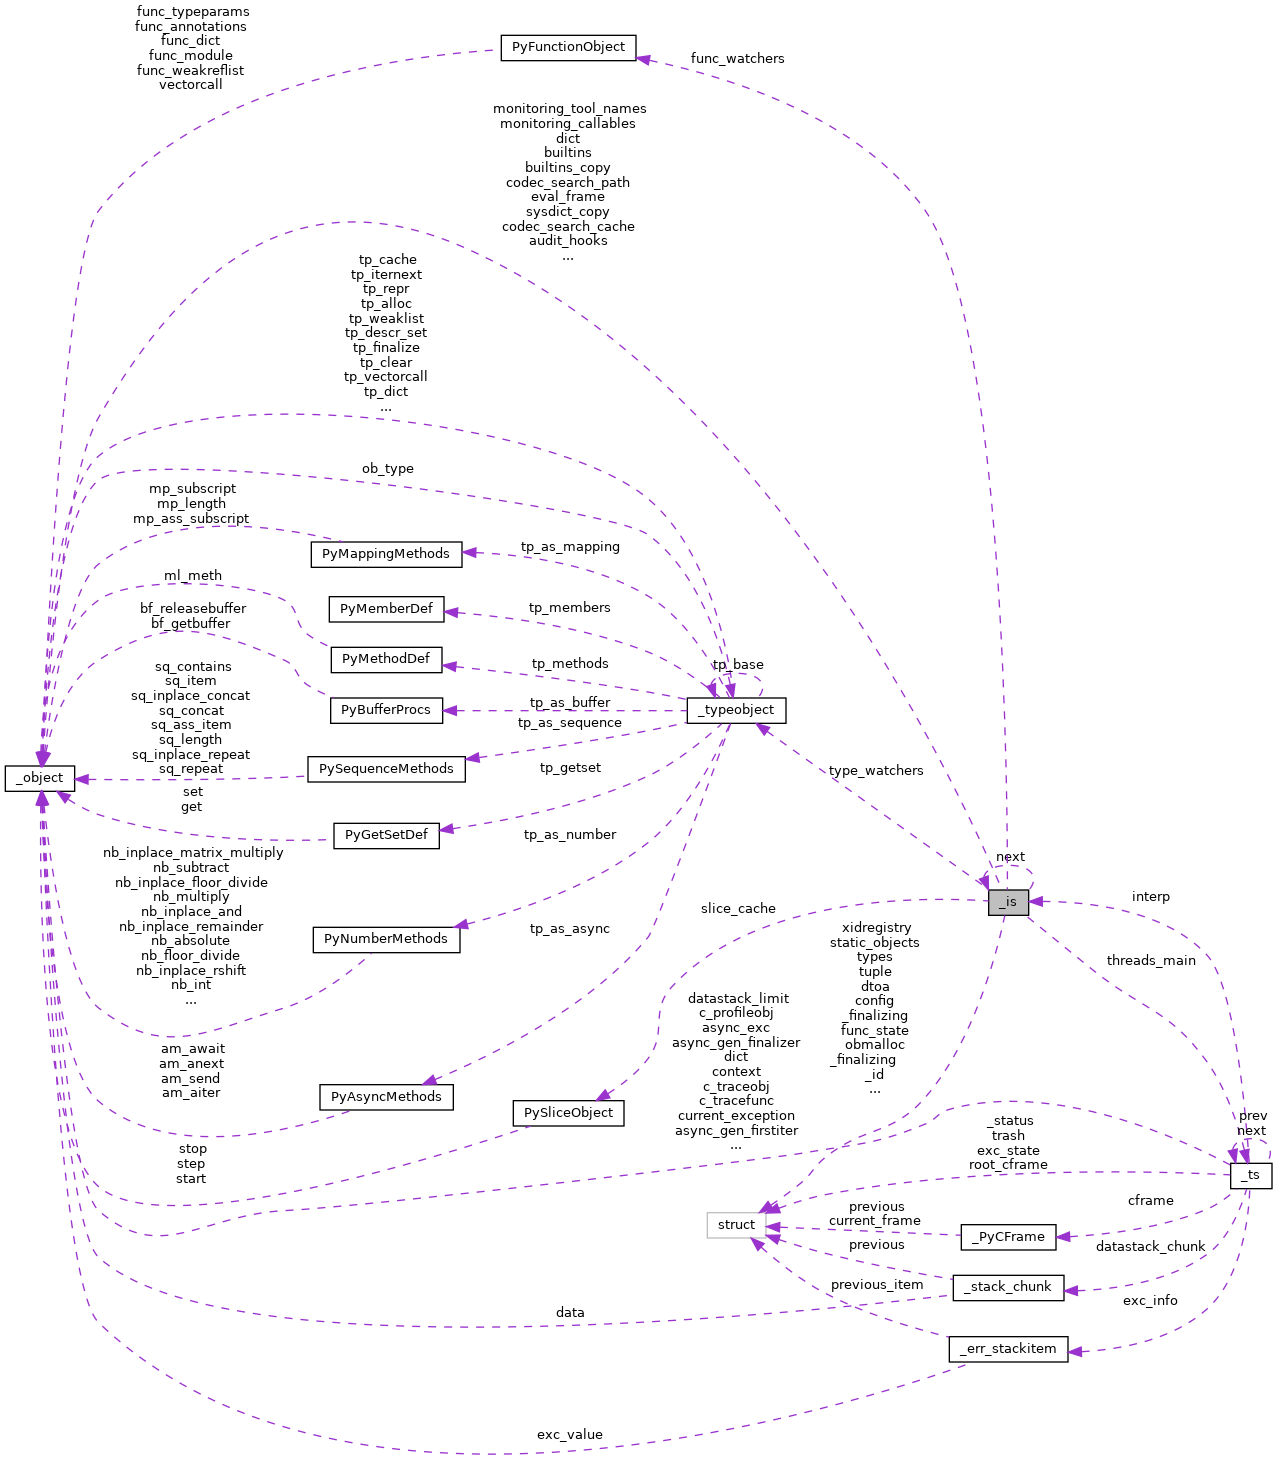 func_typeparams
func_annotations
func_dict
func_module
func_weakreflist
vectorcall
PyFunctionObject
func_watchers
monitoring_tool_names
monitoring_callables
dict
builtins
builtins_copy
codec_search_path
eval_frame
sysdict_copy
codec_search_cache
audit_hooks
...
tp_cache
tp_iternext
tp_repr
tp_alloc
tp_weaklist
tp_descr_set
tp_finalize
tp_clear
tp_vectorcall
tp_dict
...
ob_type
mp_subscript
mp_length
mp_ass_subscript
PyMappingMethods
tp_as_mapping
ml_meth
PyMemberDef
tp_members
bf_releasebuffer
bf_getbuffer
PyMethodDef
tp_methods
tp_base
sq_contains
sq_item
sq_inplace_concat
sq_concat
sq_ass_item
sq_length
sq_inplace_repeat
sq_repeat
PyBufferProcs
tp_as_buffer
_typeobject
tp_as_sequence
PySequenceMethods
tp_getset
type_watchers
_object
set
get
PyGetSetDef
tp_as_number
nb_inplace_matrix_multiply
nb_subtract
nb_inplace_floor_divide
nb_multiply
nb_inplace_and
nb_inplace_remainder
nb_absolute
nb_floor_divide
nb_inplace_rshift
nb_int
...
PyNumberMethods
tp_as_async
next
_is
interp
slice_cache
threads_main
xidregistry
static_objects
types
tuple
dtoa
config
_finalizing
func_state
obmalloc
_finalizing
_id
...
datastack_limit
c_profileobj
async_exc
async_gen_finalizer
dict
context
c_traceobj
c_tracefunc
current_exception
async_gen_firstiter
...
am_await
am_anext
am_send
am_aiter
PyAsyncMethods
PySliceObject
stop
step
start
_status
trash
exc_state
root_cframe
prev
next
_ts
cframe
previous
current_frame
struct
_PyCFrame
previous
datastack_chunk
_stack_chunk
previous_item
exc_info
data
_err_stackitem
exc_value